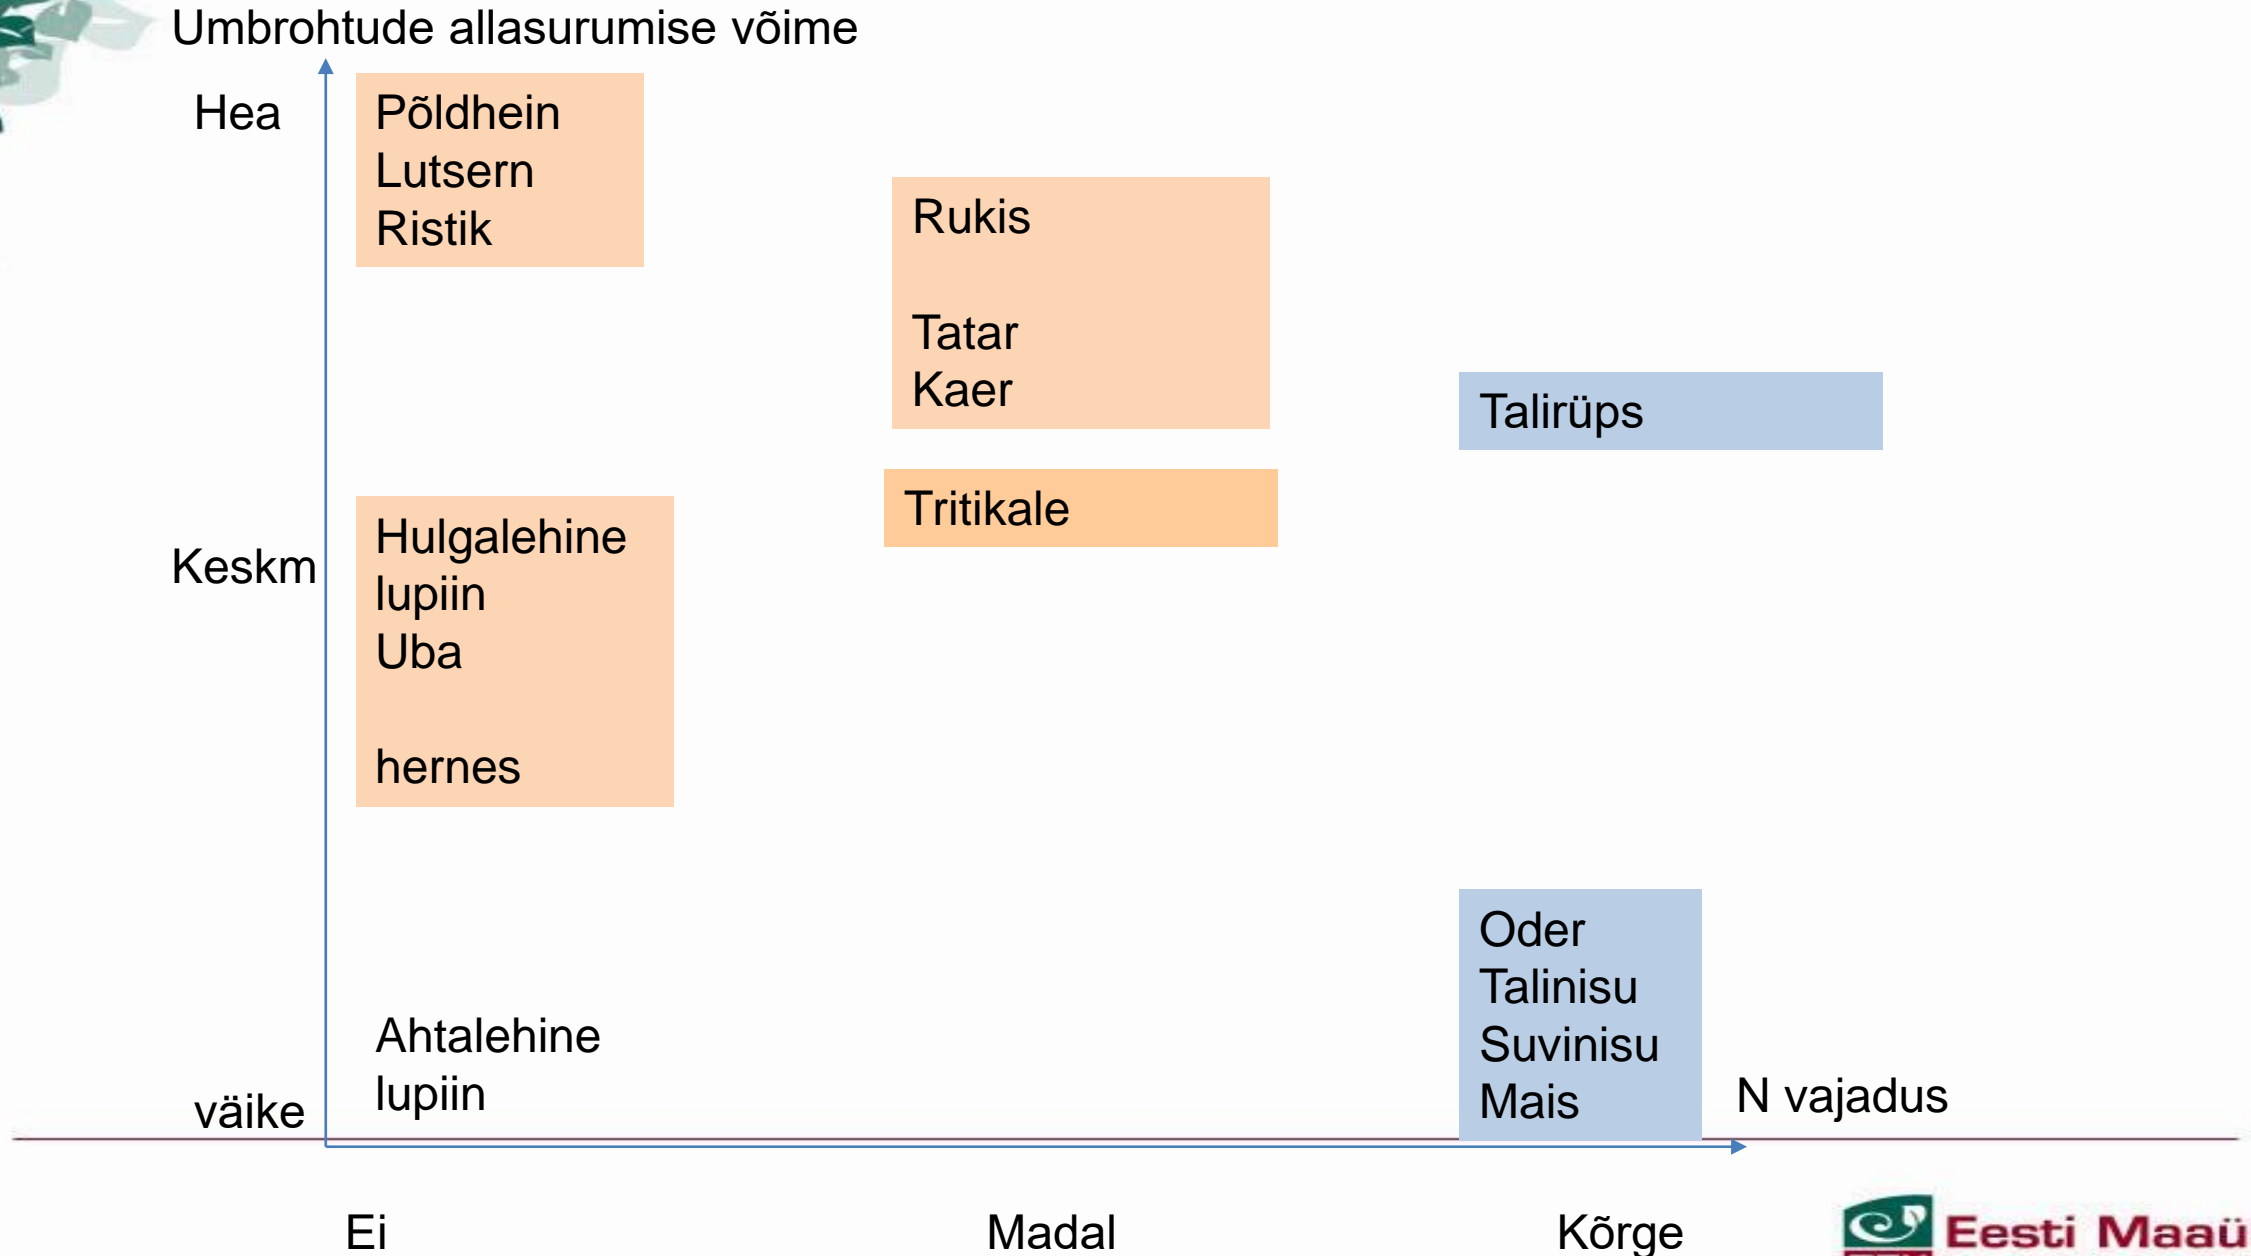 Umbrohtude allasurumise võime
Hea
Põldhein
Lutsern
Ristik
Rukis
Tatar
Kaer
Talirüps
Tritikale
Keskm
Hulgalehine
lupiin
Uba
hernes
Oder
Talinisu
Suvinisu
Mais
Ahtalehine
lupiin
väike
N vajadus
Ei
Madal
Kõrge
Eesti Maaü